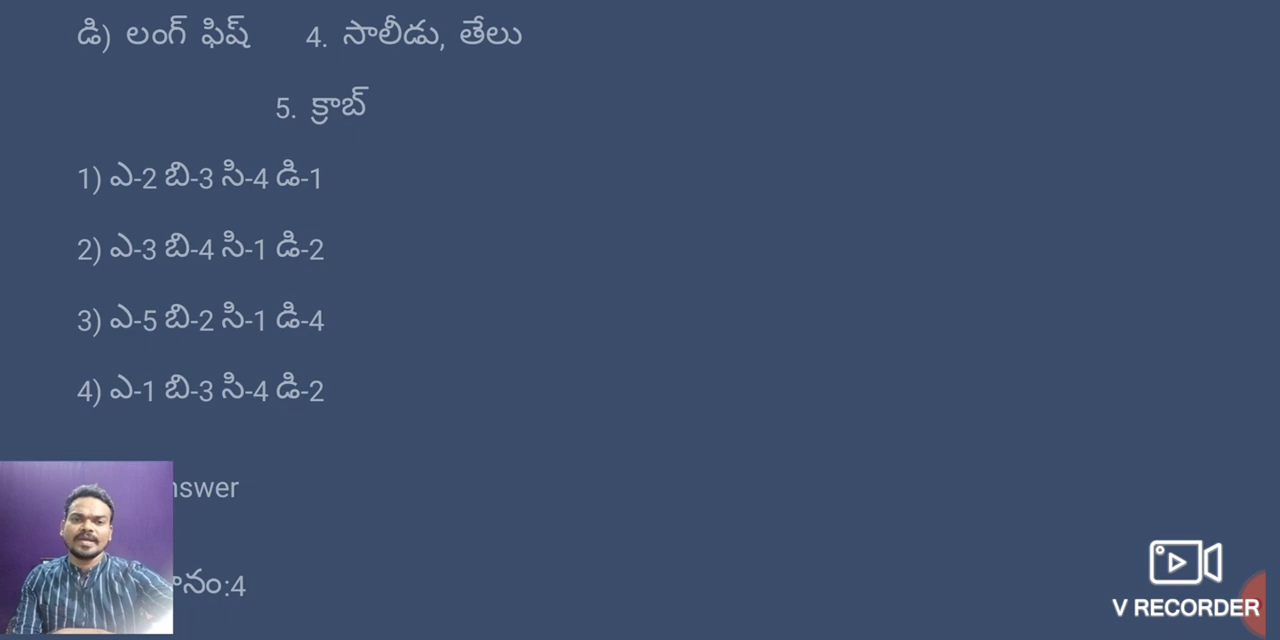 డి) లంగ్ ఫిష్ 4. సాలీడు, తేలు
5. క్రాబ్
1) ఎ-2 బి-3 సి-4 డి-1
2) ఎ-3 బి-4 సి-1 డి-2
3) ఎ-5 బి-2 సి-1 డి-4
4) ఎ-1 బి-3 సి-4 డి-2
nswer
నం:4
V RECORDER